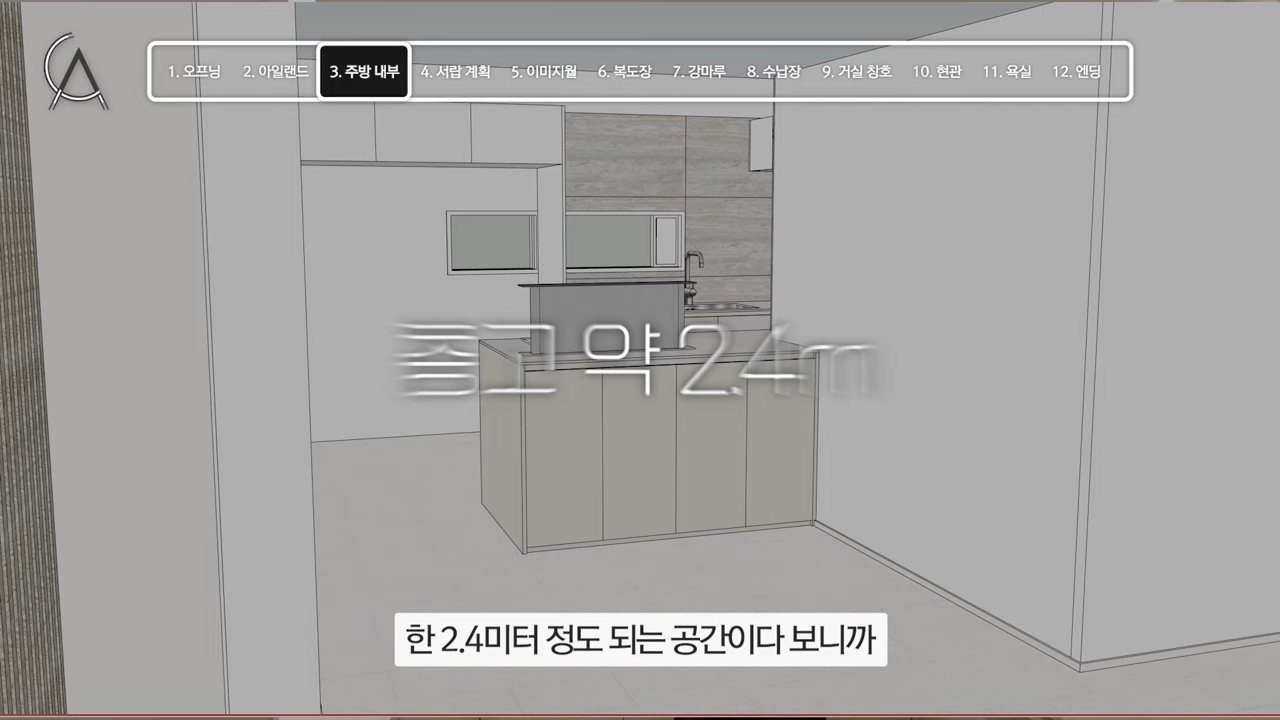 1. 오프닝 2. 아일랜드 3. 주방 내부 4. 서랍 계획 5. 이미지월 6. 복도장 7. 강마루 8. 수납장 9. 거실 창호 10. 현관 11. 욕실 12. 엔딩
층고 약 2.4m
한 2.4미터 정도 되는 공간이다 보니까